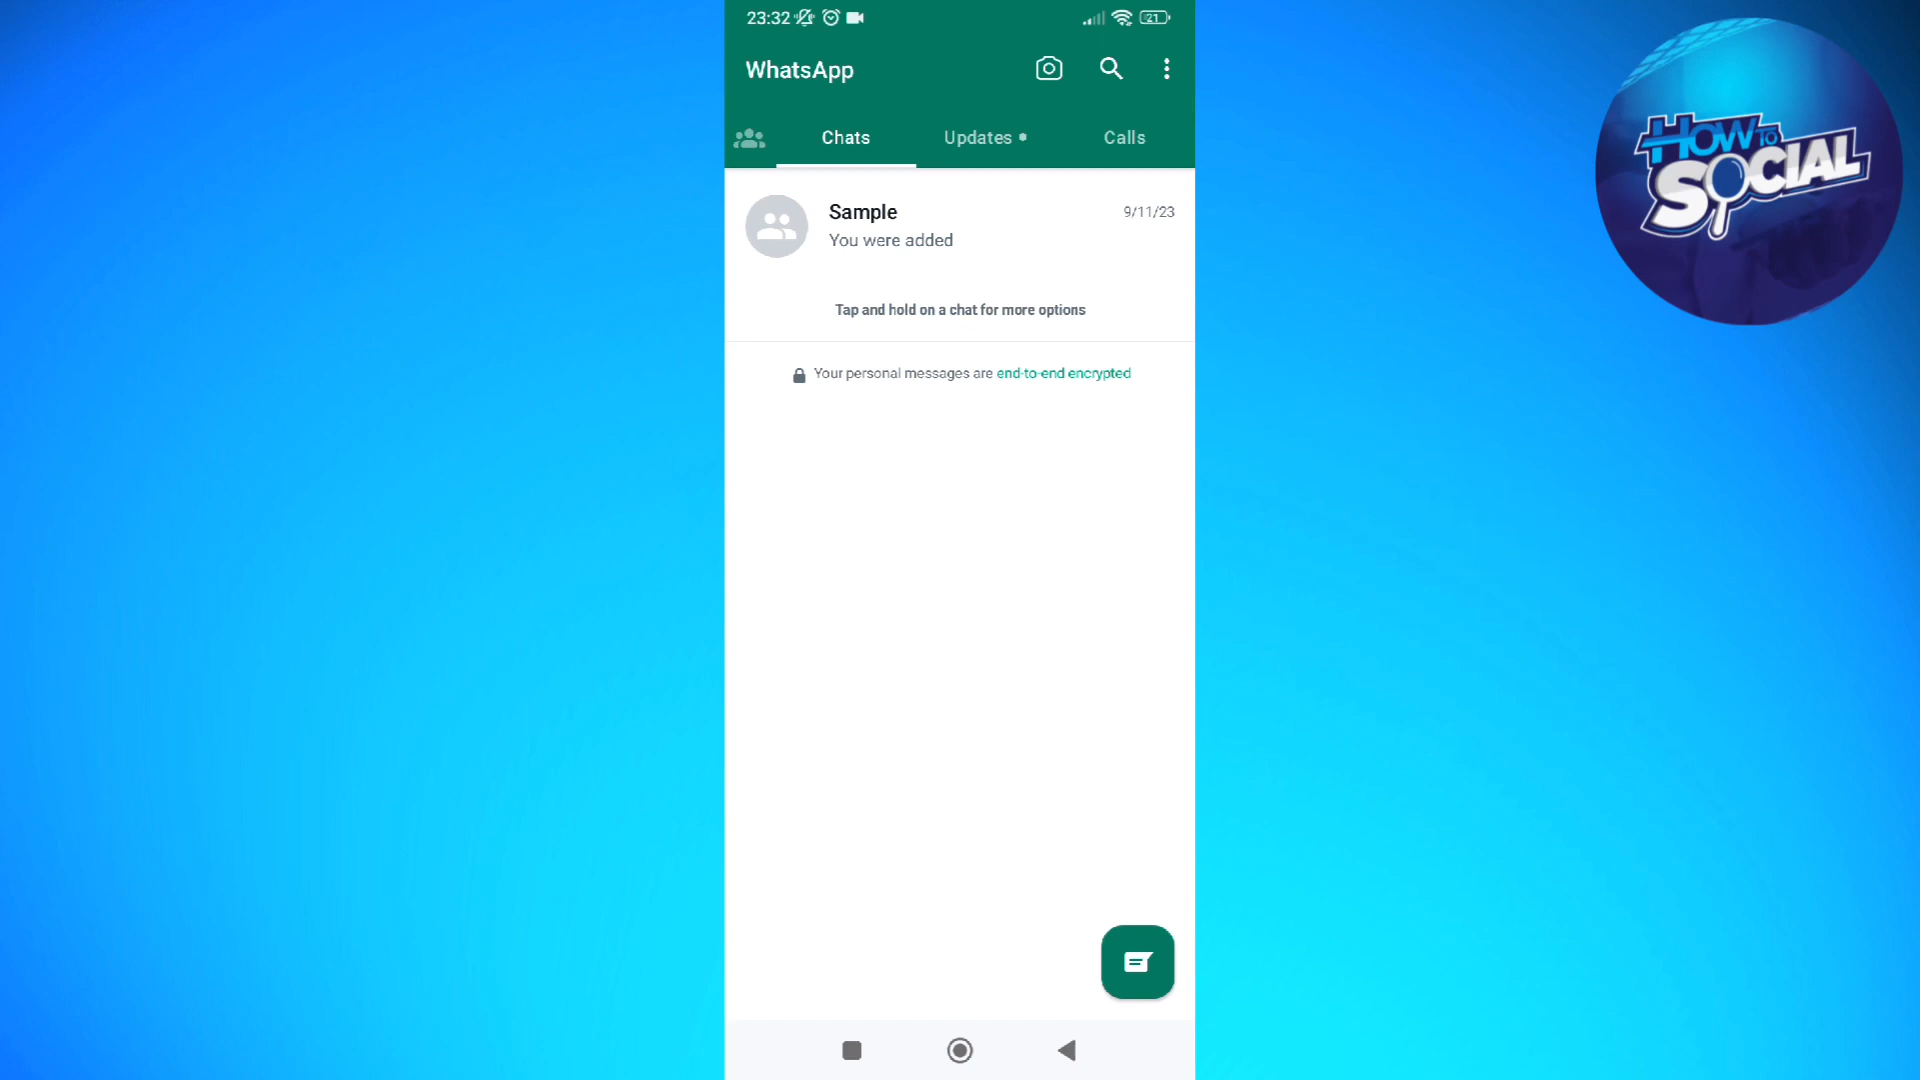 23:32
21
WhatsApp
Chats
Updates
Calls
Sample
9/11/23
You were added
Tap and hold on a chat for more options
Your personal messages are end-to-end encrypted
HOW TO
SOCIAL